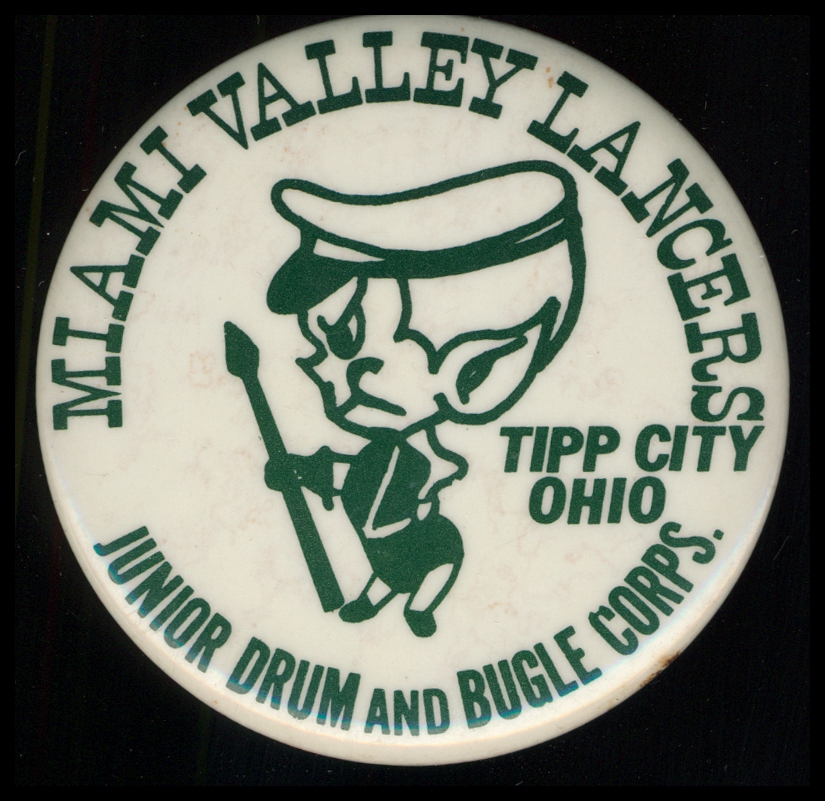 MIAMI VALLEY LANCERS
TIPP CITY
OHIO
JUNIOR DRUM AND BUGLE CORPS.